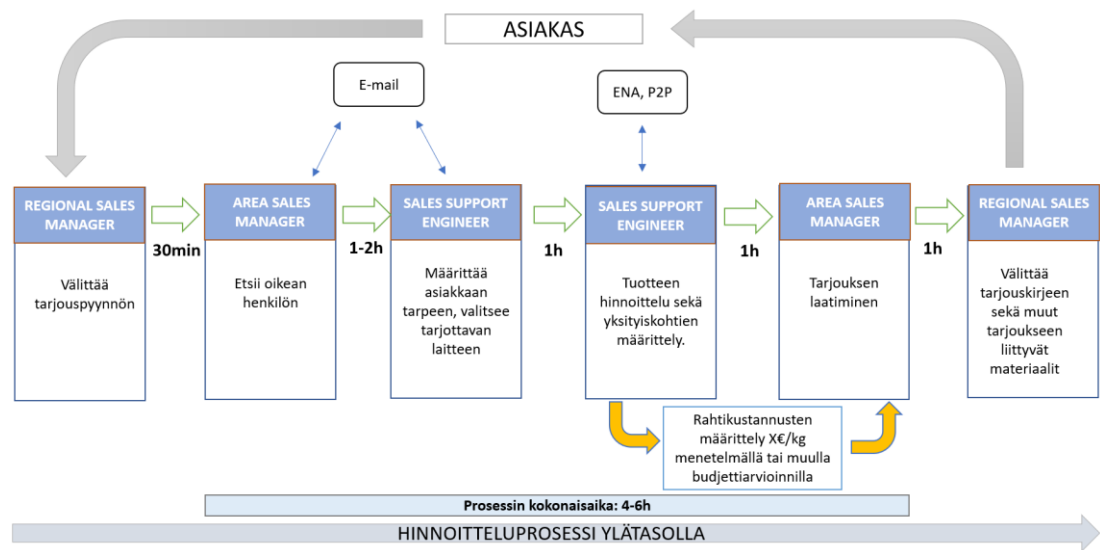 ASIAKAS
E-mail
ENA, P2P
REGIONAL SALES
MANAGER
Välittää
tarjouspyynnön
30min
AREA SALES
MANAGER
Etsii oikean
henkilön
1-2h
SALES SUPPORT
ENGINEER
Määrittää
asiakkaan
tarpeen, valitsee
tarjottavan
laitteen
1h
SALES SUPPORT
ENGINEER
Tuotteen
hinnoittelu sekä
yksityiskohtien
määrittely.
1h
AREA SALES
MANAGER
Tarjouksen
laatiminen
1h
REGIONAL SALES
MANAGER
Välittää
tarjouskirjeen
sekä muut
tarjoukseen
liittyvät
materiaalit
Rahtikustannusten
määrittely X€/kg
menetelmällä tai muulla
budjettiarvioinnilla
Prosessin kokonaisaika: 4-6h
HINNOITTELUPROSESSI YLÄTASOLLA